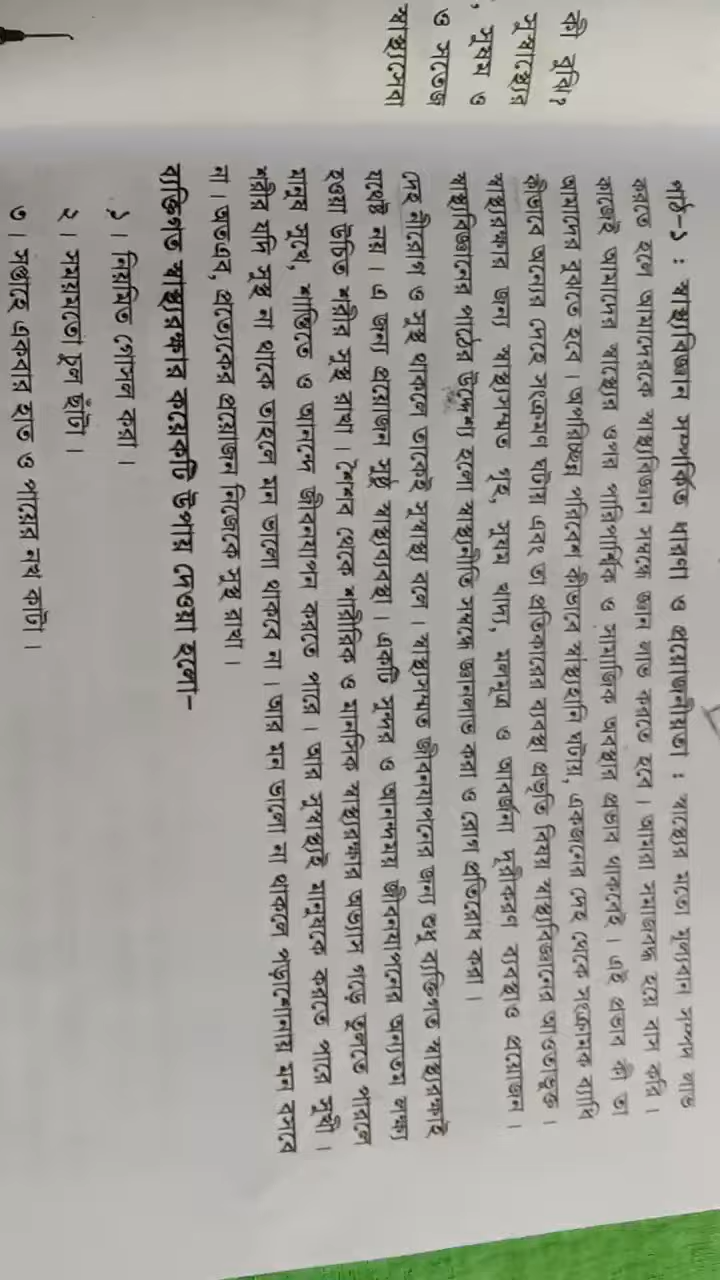 কী বুঝি?
সুস্বাস্থ্যের
, সুষম ও
ও সতেজ
স্বাস্থ্যসেবা
পাঠ-১ : স্বাস্থ্যবিজ্ঞান সম্পর্কিত ধারণা ও প্রয়োজনীয়তা : স্বাস্থ্যের মতো মূল্যবান সম্পদ লাভ
করতে হলে আমাদেরকে স্বাস্থ্যবিজ্ঞান সম্বন্ধে জ্ঞান লাভ করতে হবে। আমরা সমাজবদ্ধ হয়ে বাস করি।
কাজেই আমাদের স্বাস্থ্যের ওপর পারিপার্শ্বিক ও সামাজিক অবস্থার প্রভাব থাকবেই। এই প্রভাব কী তা
আমাদের বুঝতে হবে। অপরিচ্ছন্ন পরিবেশ কীভাবে স্বাস্থ্যহানি ঘটায়, একজনের দেহ থেকে সংক্রামক ব্যাধি
কীভাবে অন্যের দেহে সংক্রমণ ঘটায় এবং তা প্রতিকারের ব্যবস্থা প্রভৃতি বিষয় স্বাস্থ্যবিজ্ঞানের আওতাভুক্ত।
স্বাস্থ্যরক্ষার জন্য স্বাস্থ্যসম্মত গৃহ, সুষম খাদ্য, মলমূত্র ও আবর্জনা দূরীকরণ ব্যবস্থাও প্রয়োজন।
স্বাস্থ্যবিজ্ঞানের পাঠের উদ্দেশ্য হলো স্বাস্থ্যনীতি সম্বন্ধে জ্ঞানলাভ করা ও রোগ প্রতিরোধ করা।
দেহ নীরোগ ও সুস্থ থাকলে তাকেই সুস্বাস্থ্য বলে। স্বাস্থ্যসম্মত জীবনযাপনের জন্য শুধু ব্যক্তিগত স্বাস্থ্যরক্ষাই
যথেষ্ট নয়। এ জন্য প্রয়োজন সুষ্ঠু স্বাস্থ্যব্যবস্থা। একটি সুন্দর ও আনন্দময় জীবনযাপনের অন্যতম লক্ষ্য
হওয়া উচিত শরীর সুস্থ রাখা। শৈশব থেকে শারীরিক ও মানসিক স্বাস্থ্যরক্ষার অভ্যাস গড়ে তুলতে পারলে
মানুষ সুখে, শান্তিতে ও আনন্দে জীবনযাপন করতে পারে। তার সুস্বাস্থ্যই মানুষকে করতে পারে সুখী।
শরীর যদি সুস্থ না থাকে তাহলে মন ভালো থাকবে না। আর মন ভালো না থাকলে পড়াশোনায় মন বসবে
না। অতএব, প্রত্যেকের প্রয়োজন নিজেকে সুস্থ রাখা।
ব্যক্তিগত স্বাস্থ্যরক্ষার কয়েকটি উপায় দেওয়া হলো–
১। নিয়মিত গোসল করা।
২। সময়মতো চুল ছাঁটা।
৩। সপ্তাহে একবার হাত ও পায়ের নখ কাটা।